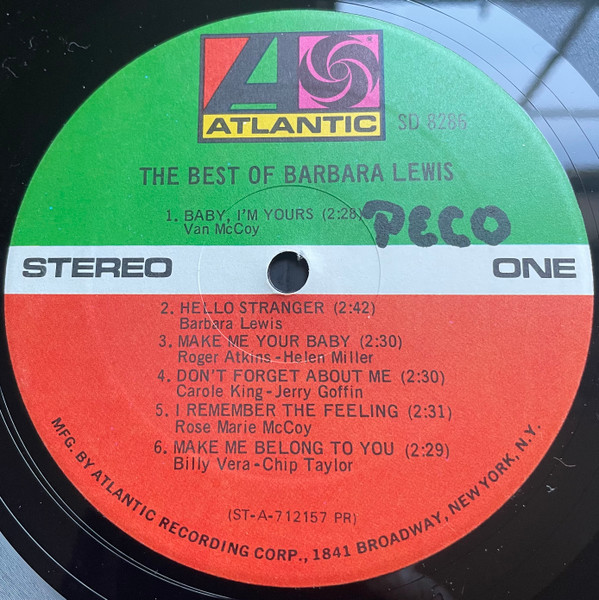 ATLANTIC
SD 8286
THE BEST OF BARBARA LEWIS
1. BABY, I'M YOURS (2:28)
Van McCoy
PECO
STEREO
ONE
2. HELLO STRANGER (2:42)
Barbara Lewis
3. MAKE ME YOUR BABY (2:30)
Roger Atkins-Helen Miller
4. DON'T FORGET ABOUT ME (2:30)
Carole King-Jerry Goffin
5. I REMEMBER THE FEELING (2:31)
Rose Marie McCoy
6. MAKE ME BELONG TO YOU (2:29)
Billy Vera-Chip Taylor
(ST-A-712157 PR)
MFG. BY ATLANTIC RECORDING CORP., 1841 BROADWAY, NEW YORK, N.Y.